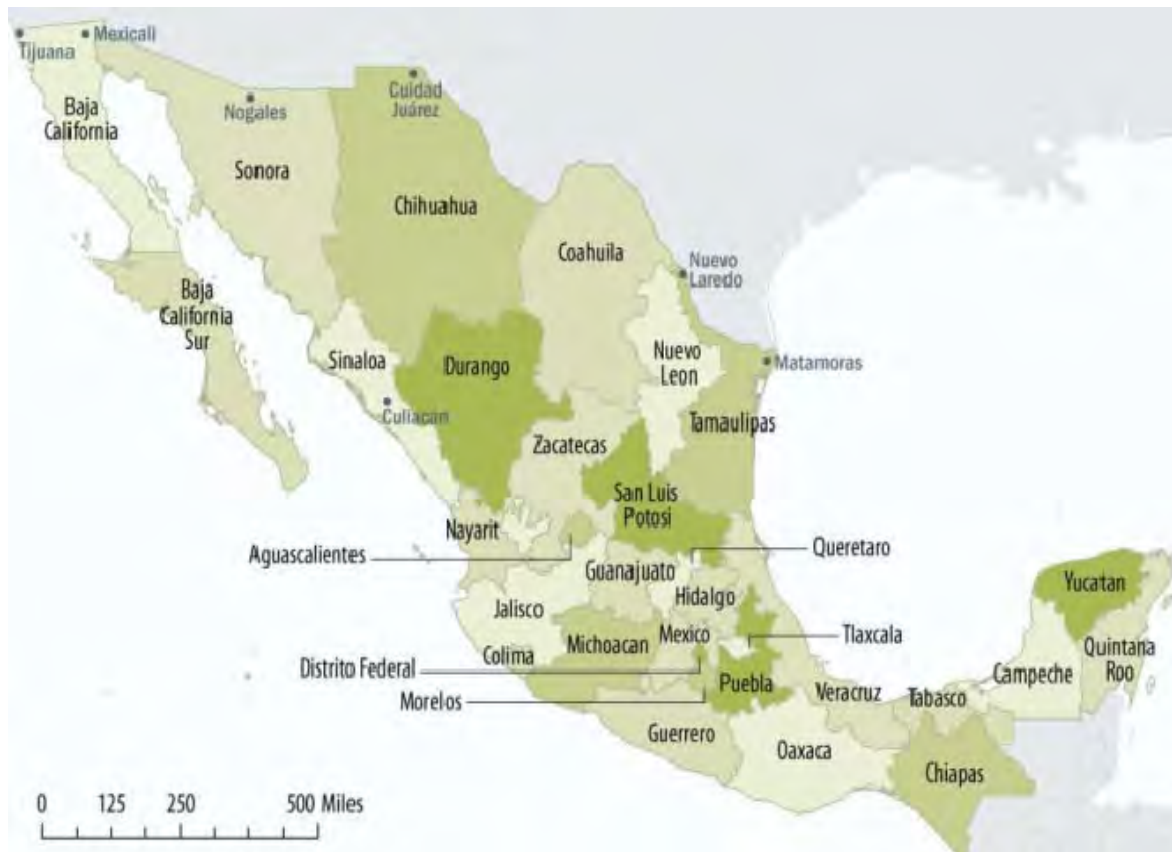 Tijuana
Mexicali
Baja
California
Nogales
Sonora
Cuidad
Juárez
Chihuahua
Coahuila
Nuevo
Laredo
Baja
California
Sur
Sinaloa
Culiacan
Durango
Nuevo
Leon
Matamoras
Tamaulipas
Zacatecas
San Luis
Potosi
Nayarit
Aguascalientes
Guanajuato
Queretaro
Hidalgo
Jalisco
Colima
Michoacan
Mexico
Tlaxcala
Distrito Federal
Morelos
Puebla
Guerrero
Veracruz
Oaxaca
Tabasco
Chiapas
Campeche
Yucatan
Quintana
Roo
0 125 250 500 Miles